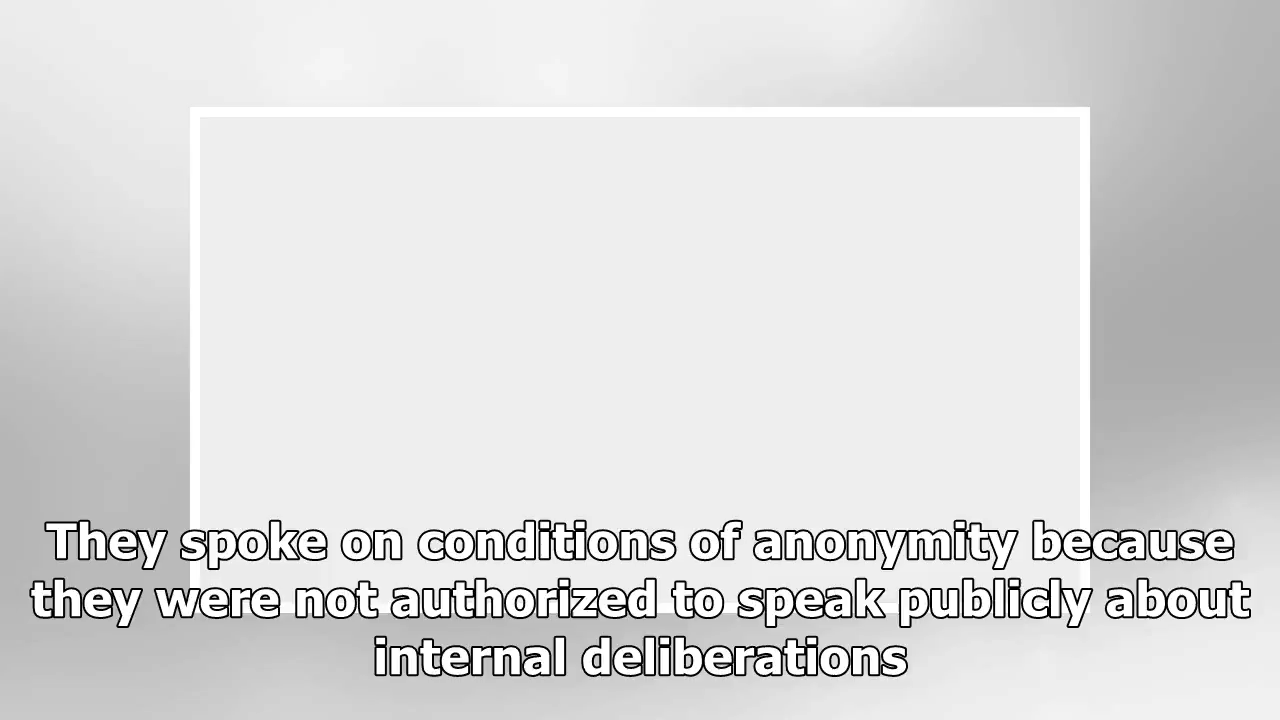 They spoke on conditions of anonymity because
they were not authorized to speak publicly about
internal deliberations